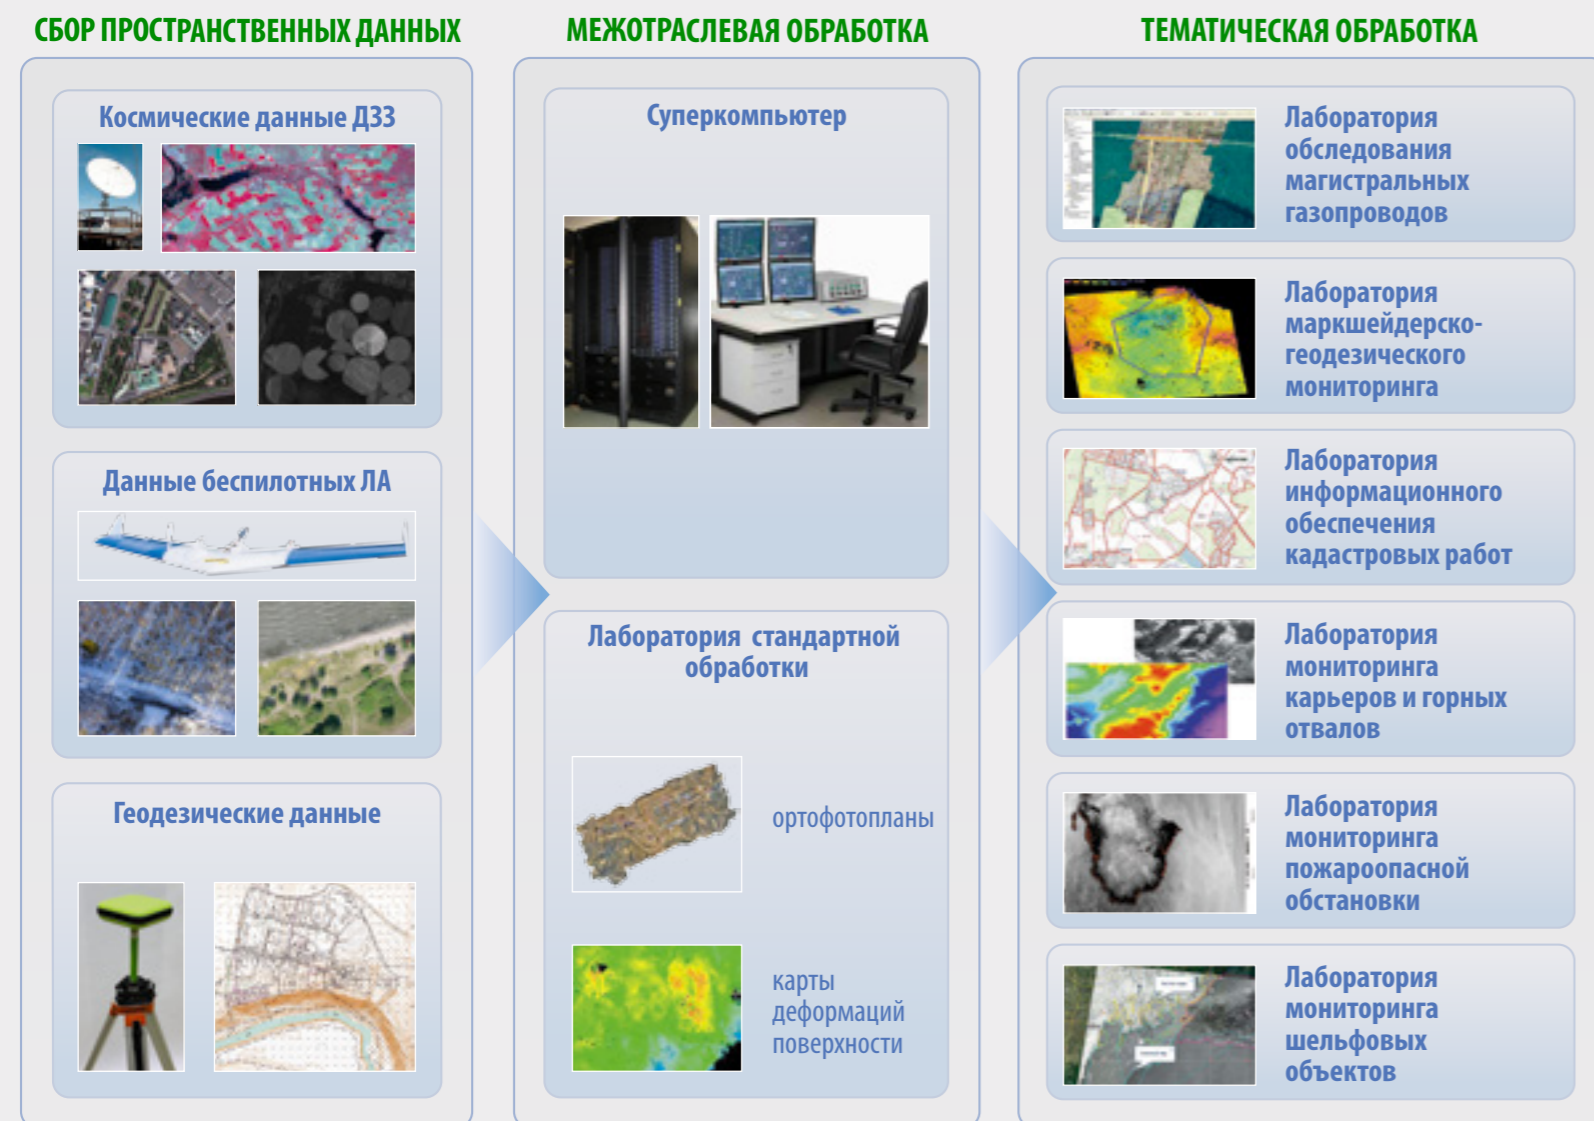 СБОР ПРОСТРАНСТВЕННЫХ ДАННЫХ
Космические данные ДЗЗ
Данные беспилотных ЛА
Геодезические данные
МЕЖОТРАСЛЕВАЯ ОБРАБОТКА
Суперкомпьютер
Лаборатория стандартной
обработки
ортофотопланы
карты
деформаций
поверхности
ТЕМАТИЧЕСКАЯ ОБРАБОТКА
Лаборатория
обследования
магистральных
газопроводов
Лаборатория
маркшейдерско-
геодезического
мониторинга
Лаборатория
информационного
обеспечения
кадастровых работ
Лаборатория
мониторинга
карьеров и горных
отвалов
Лаборатория
мониторинга
пожароопасной
обстановки
Лаборатория
мониторинга
шельфовых
объектов